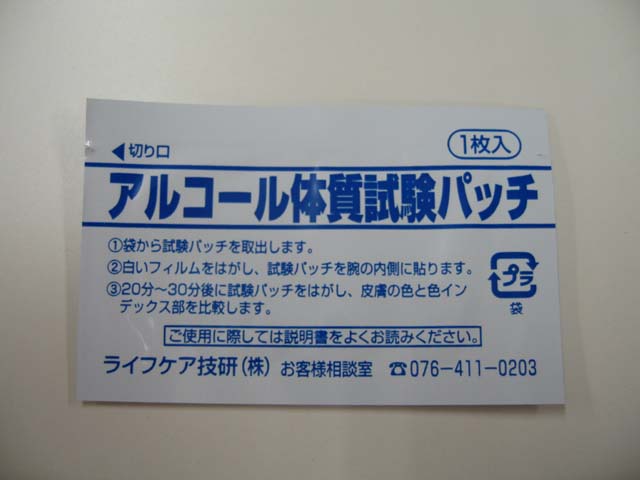 ◀切り口
1枚入
アルコール体質試験パッチ
①袋から試験パッチを取出します。
②白いフィルムをはがし、試験パッチを腕の内側に貼ります。
③20分〜30分後に試験パッチをはがし、皮膚の色と色イン
デックス部を比較します。
プラ
袋
ご使用に際しては説明書をよくお読みください。
ライフケア技研(株) お客様相談室 ☎076-411-0203